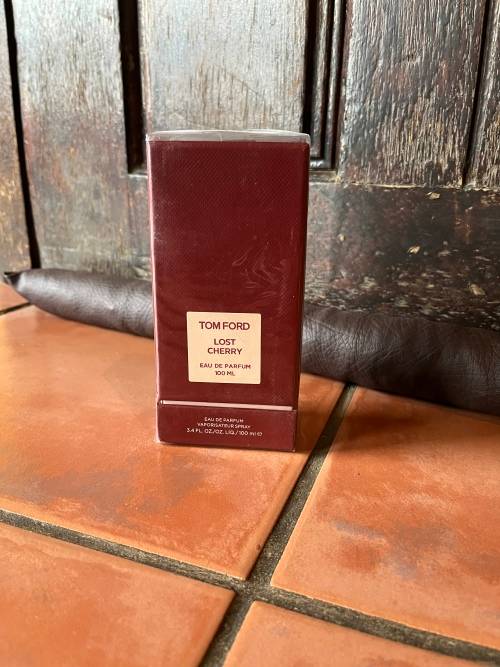 TOM FORD
LOST
CHERRY
EAU DE PARFUM
100 ML
EAU DE PARFUM
VAPORISATEUR SPRAY
3.4 FL. OZ./OZ. LIQ./100 ml ℮